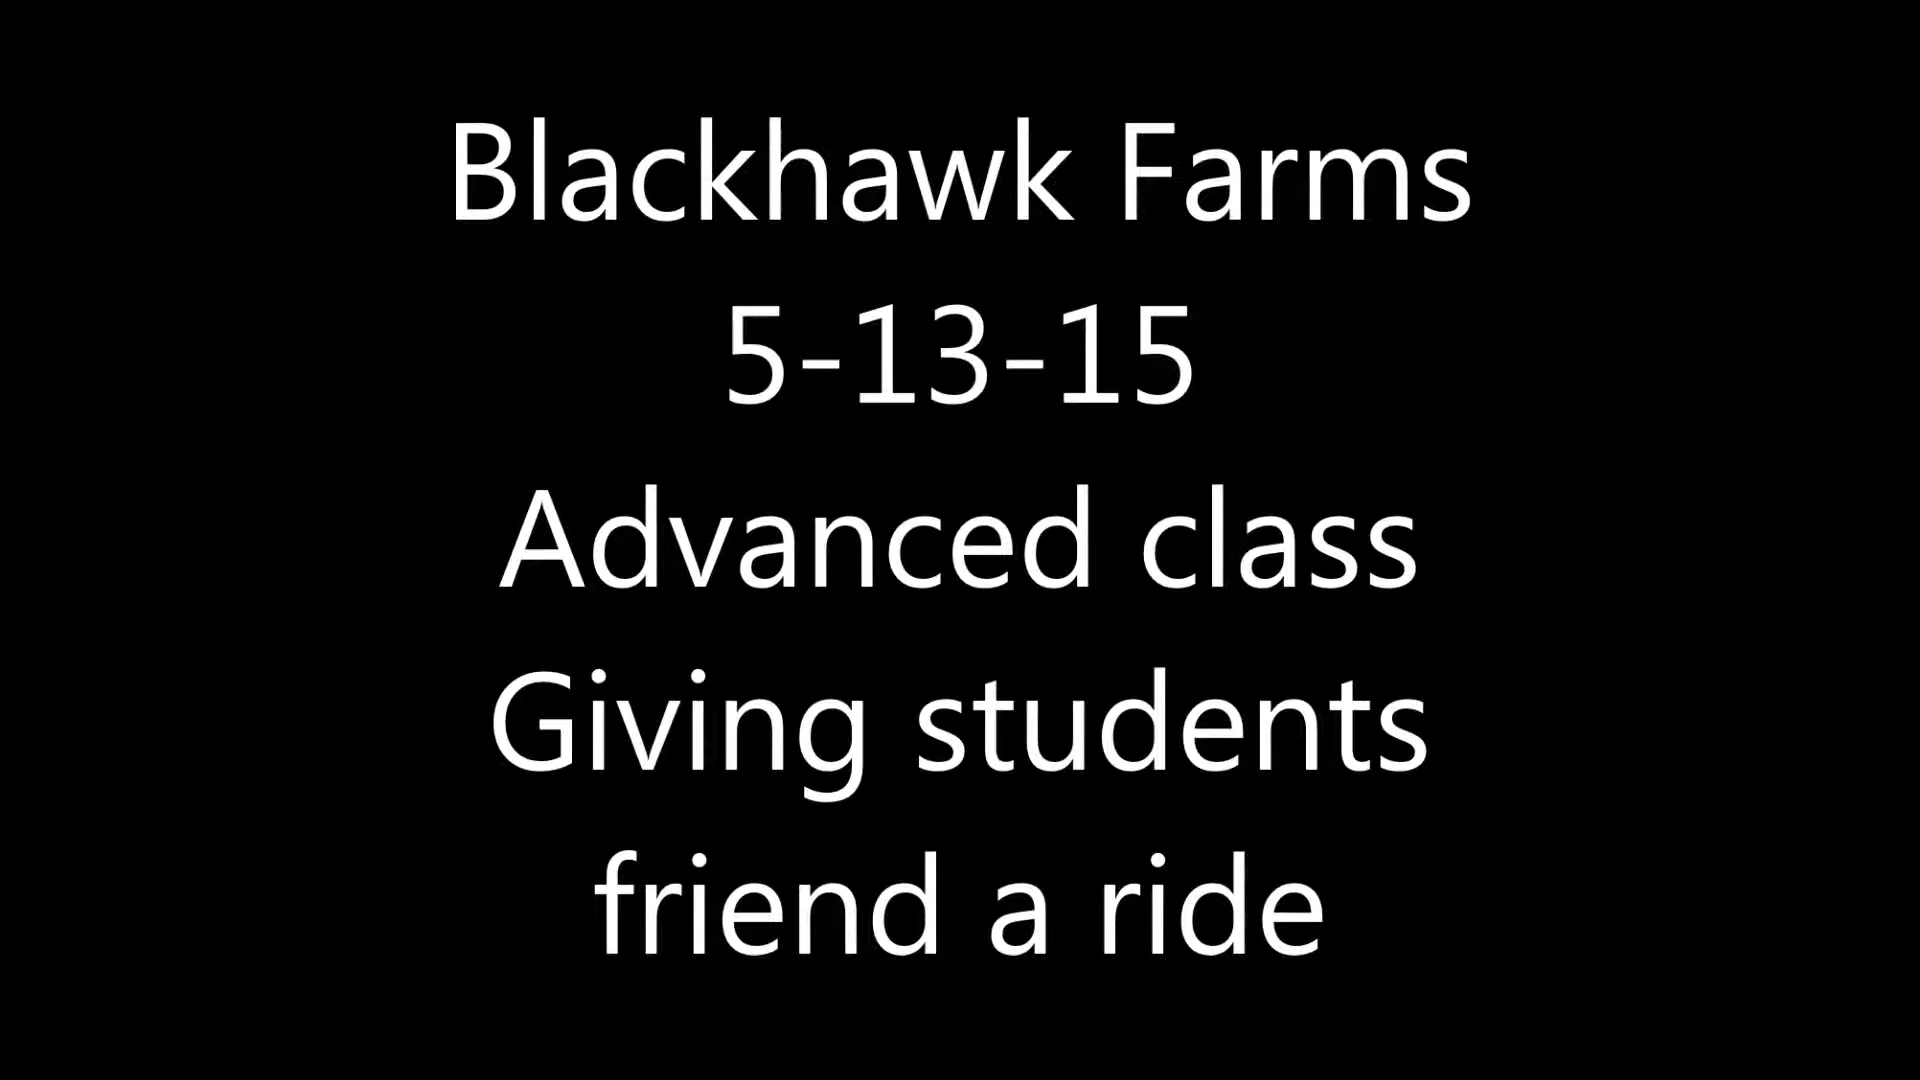 Blackhawk Farms
5-13-15
Advanced class
Giving students
friend a ride